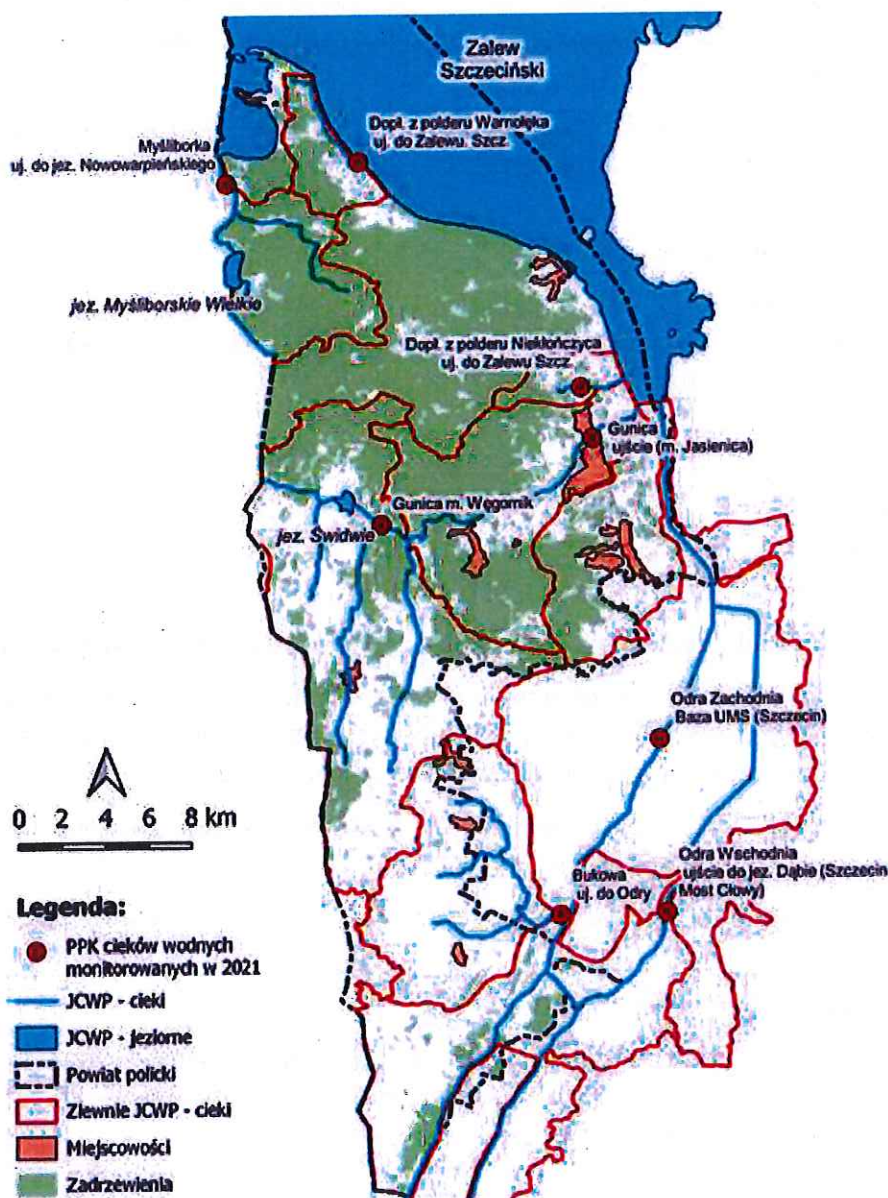 Zalew
Szczeciński
Dopł. z polderu Warnołęka
uj. do Zalewu. Szcz.
Myśliborka
uj. do jez. Nowowarpieńskiego
jez. Myśliborskie Wielkie
Dopł. z polderu Niekłończyca
uj. do Zalewu Szcz.
Gunica
ujście (m. Jasienica)
Gunica m. Węgornik
jez. Świdwie
Odra Zachodnia
Baza UMS (Szczecin)
Odra Wschodnia
ujście do jez. Dąbie (Szczecin
Most Cłowy)
Bukowa
uj. do Odry
0 2 4 6 8 km
Legenda:
PPK cieków wodnych
monitorowanych w 2021
JCWP - cieki
JCWP - jeziorne
Powiat policki
Zlewnie JCWP - cieki
Miejscowości
Zadrzewienia